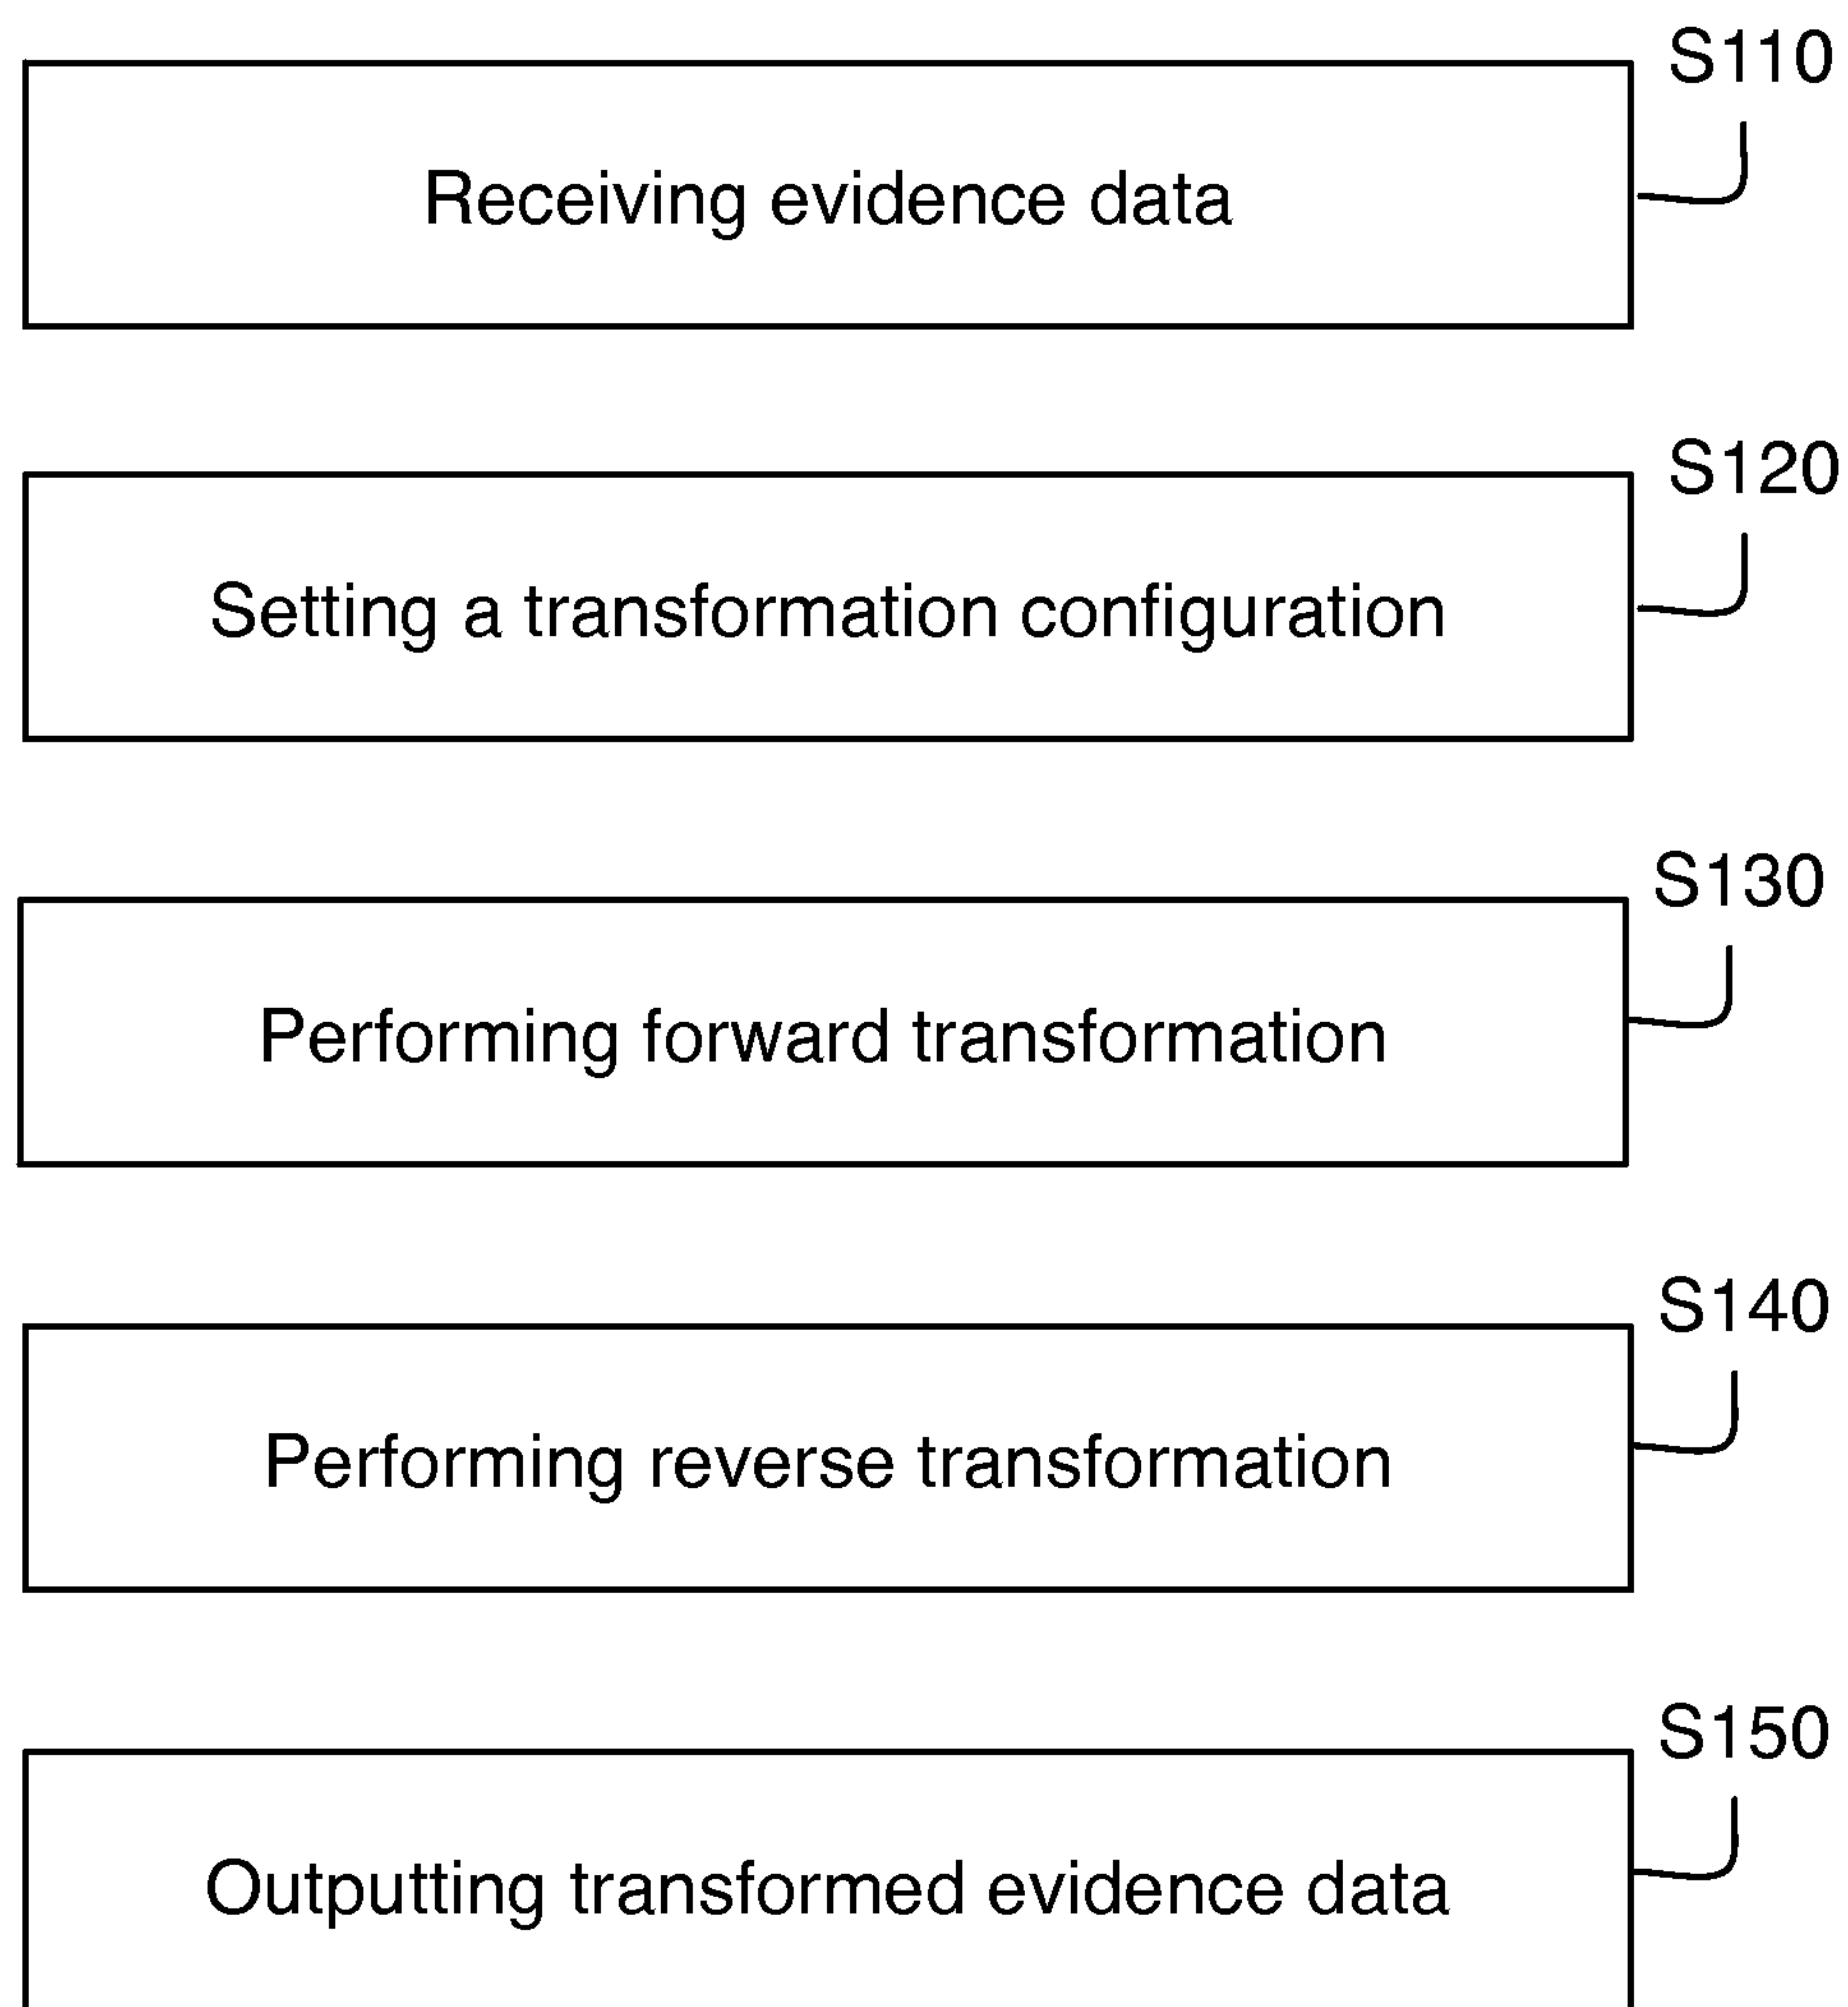 S110
Receiving evidence data
S120
Setting a transformation configuration
S130
Performing forward transformation
S140
Performing reverse transformation
S150
Outputting transformed evidence data